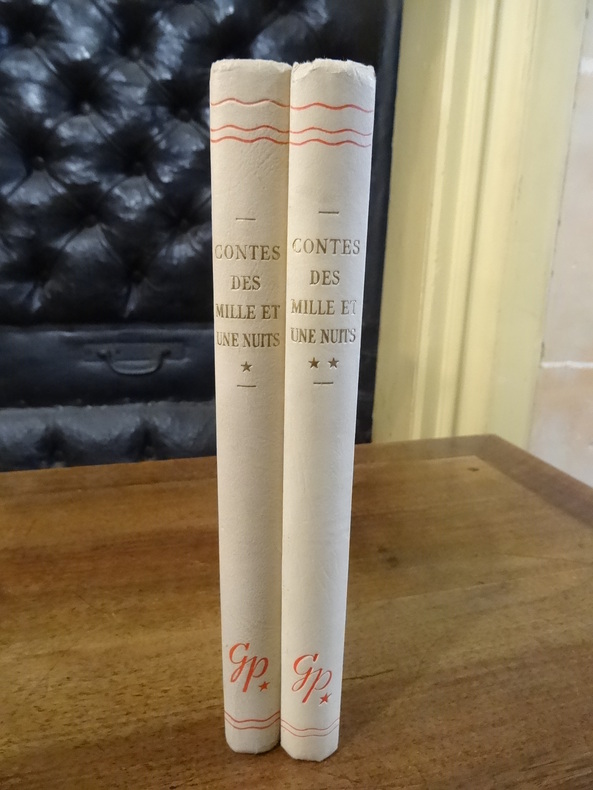 CONTES
DES
MILLE ET
UNE NUITS
★
Gp
CONTES
DES
MILLE ET
UNE NUITS
★ ★
Gp